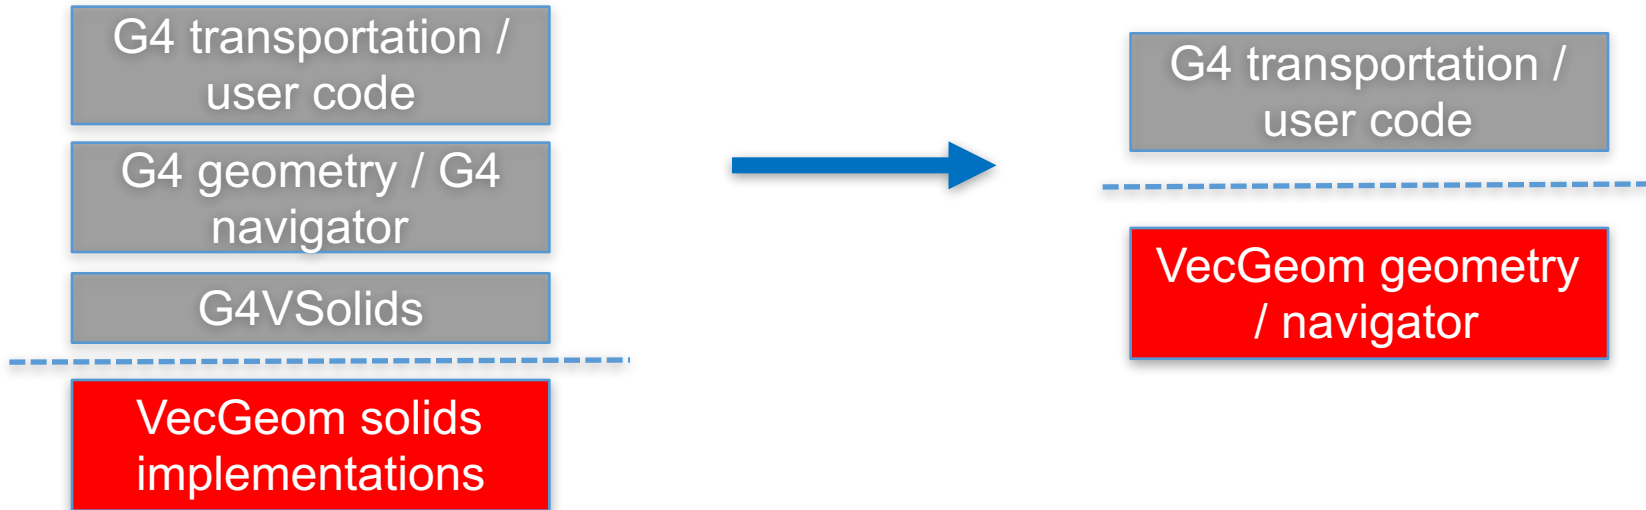 G4 transportation /
user code
G4 geometry / G4
navigator
G4VSolids
VecGeom solids
implementations
G4 transportation /
user code
VecGeom geometry
/ navigator